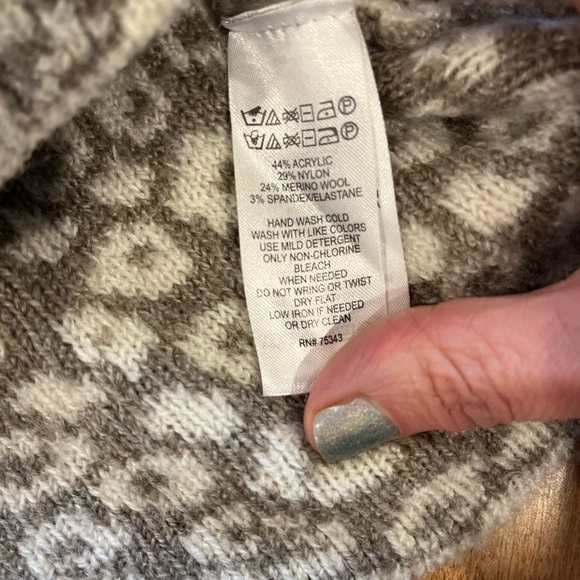 44% ACRYLIC
29% NYLON
24% MERINO WOOL
3% SPANDEX/ELASTANE
HAND WASH COLD
WASH WITH LIKE COLORS
USE MILD DETERGENT
ONLY NON-CHLORINE
BLEACH
WHEN NEEDED
DO NOT WRING OR TWIST
DRY FLAT
LOW IRON IF NEEDED
OR DRY CLEAN
RN# 75343